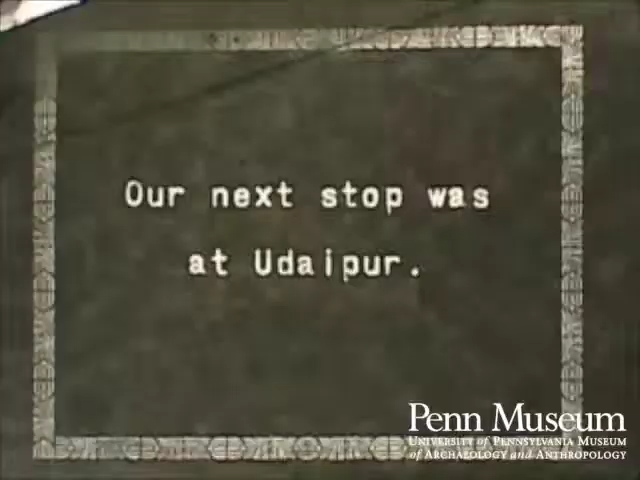 Our next stop was
at Udaipur.
Penn Museum
UNIVERSITY of PENNSYLVANIA MUSEUM
of ARCHAEOLOGY and ANTHROPOLOGY